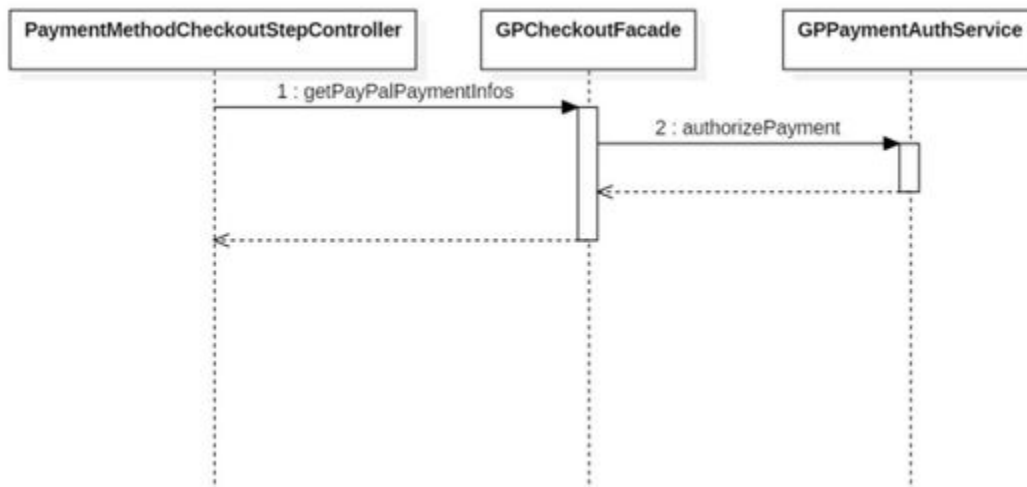 PaymentMethodCheckoutStepController
GPCheckoutFacade
GPPaymentAuthService
1 : getPayPalPaymentInfos
2 : authorizePayment